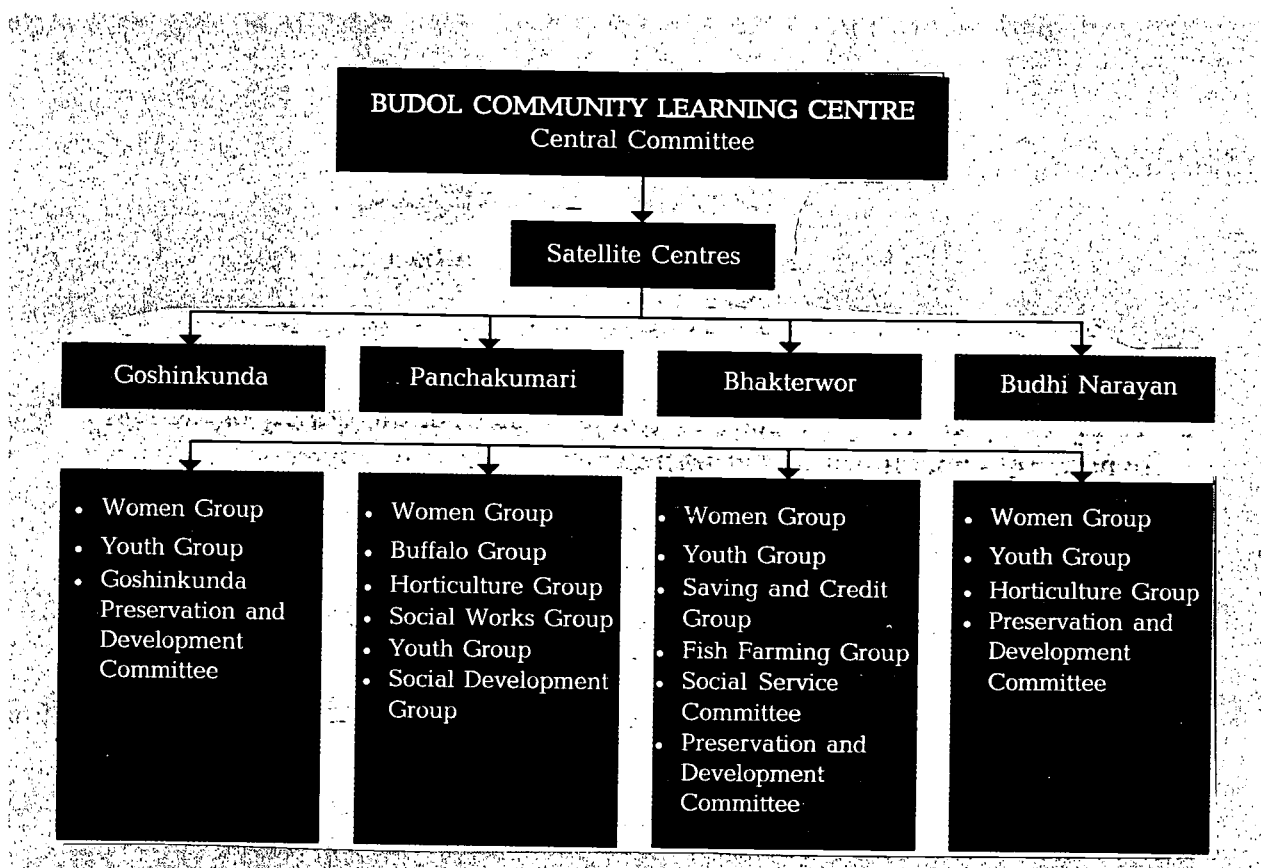 BUDOL COMMUNITY LEARNING CENTRE
Central Committee
Satellite Centres
Goshinkunda
Panchakumari
Bhakterwor
Budhi Narayan
• Women Group
• Youth Group
• Goshinkunda
Preservation and
Development
Committee
• Women Group
• Buffalo Group
• Horticulture Group
• Social Works Group
• Youth Group
• Social Development
Group
• Women Group
• Youth Group
• Saving and Credit
Group
• Fish Farming Group
• Social Service
Committee
• Preservation and
Development
Committee
• Women Group
• Youth Group
• Horticulture Group
• Preservation and
Development
Committee